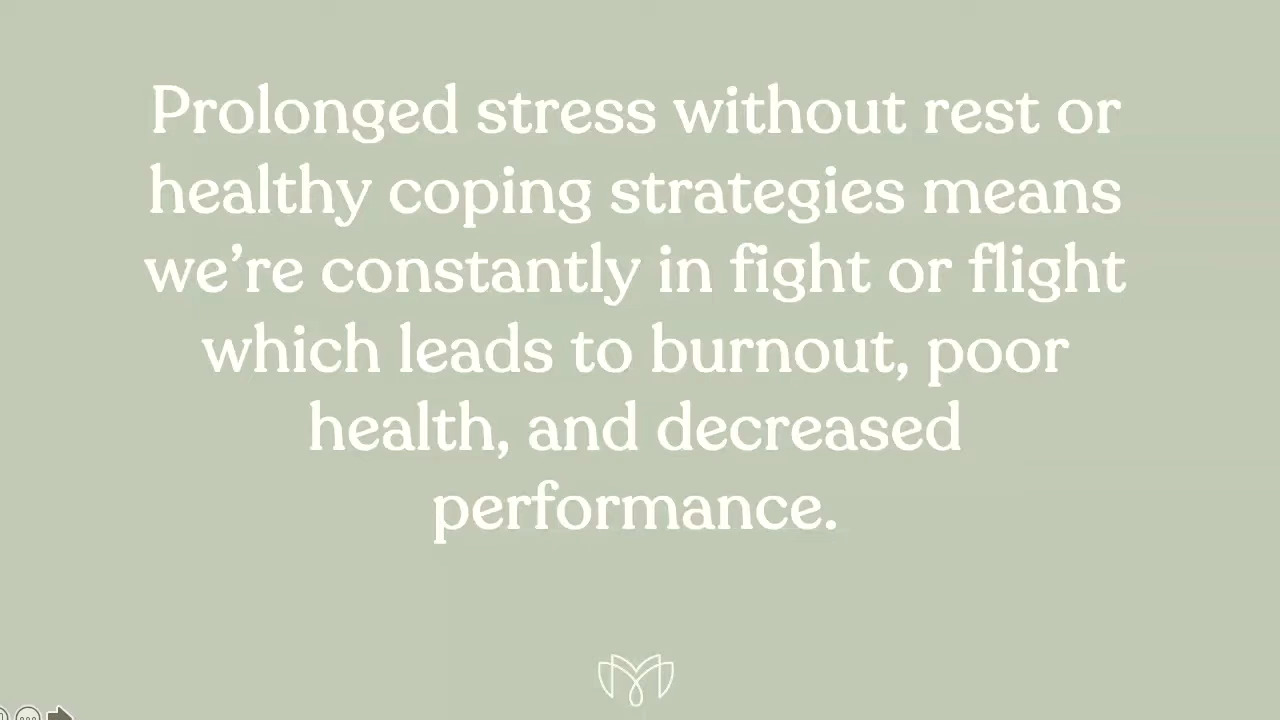 Prolonged stress without rest or
healthy coping strategies means
we’re constantly in fight or flight
which leads to burnout, poor
health, and decreased
performance.